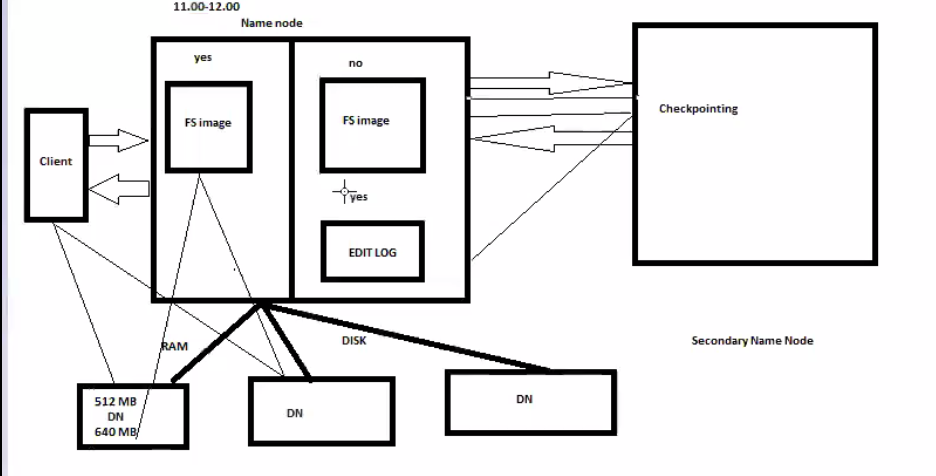 11.00-12.00
Name node
yes
no
FS image
FS image
Checkpointing
Client
yes
EDIT LOG
RAM
DISK
Secondary Name Node
512 MB
DN
640 MB
DN
DN